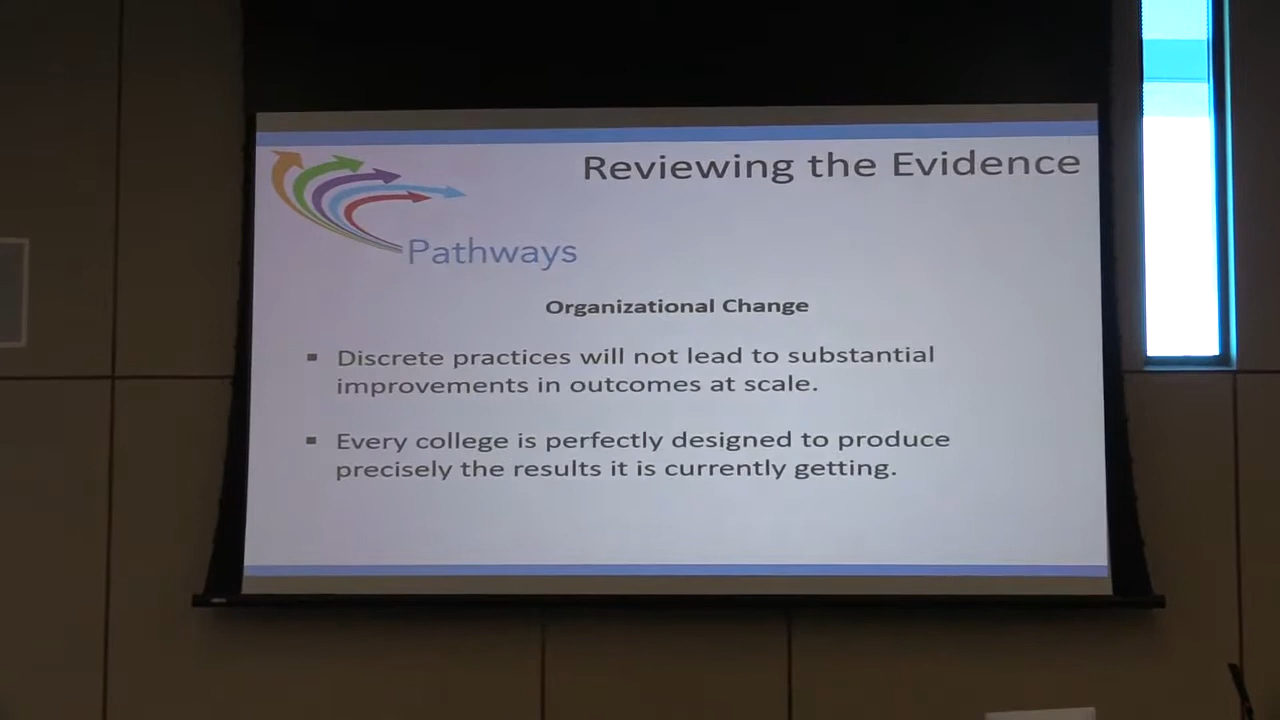 Reviewing the Evidence
Pathways
Organizational Change
▪ Discrete practices will not lead to substantial
improvements in outcomes at scale.
▪ Every college is perfectly designed to produce
precisely the results it is currently getting.